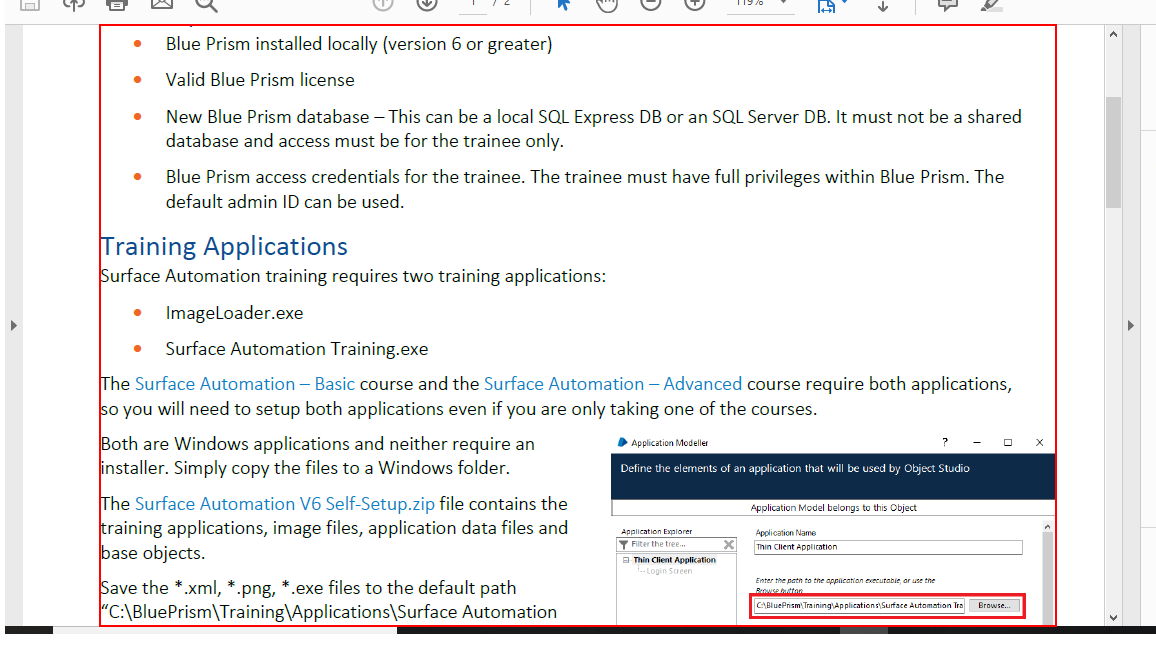 1 / 2
119%
Blue Prism installed locally (version 6 or greater)
Valid Blue Prism license
New Blue Prism database – This can be a local SQL Express DB or an SQL Server DB. It must not be a shared
database and access must be for the trainee only.
Blue Prism access credentials for the trainee. The trainee must have full privileges within Blue Prism. The
default admin ID can be used.
Training Applications
Surface Automation training requires two training applications:
ImageLoader.exe
Surface Automation Training.exe
The Surface Automation – Basic course and the Surface Automation – Advanced course require both applications,
so you will need to setup both applications even if you are only taking one of the courses.
Both are Windows applications and neither require an
installer. Simply copy the files to a Windows folder.
The Surface Automation V6 Self-Setup.zip file contains the
training applications, image files, application data files and
base objects.
Save the *.xml, *.png, *.exe files to the default path
“C:\BluePrism\Training\Applications\Surface Automation
Application Modeller
Define the elements of an application that will be used by Object Studio
Application Model belongs to this Object
Application Explorer
Filter the tree...
Thin Client Application
Login Screen
Application Name
Thin Client Application
Enter the path to the application executable, or use the
Browse button
C:\BluePrism\Training\Applications\Surface Automation Tra
Browse...